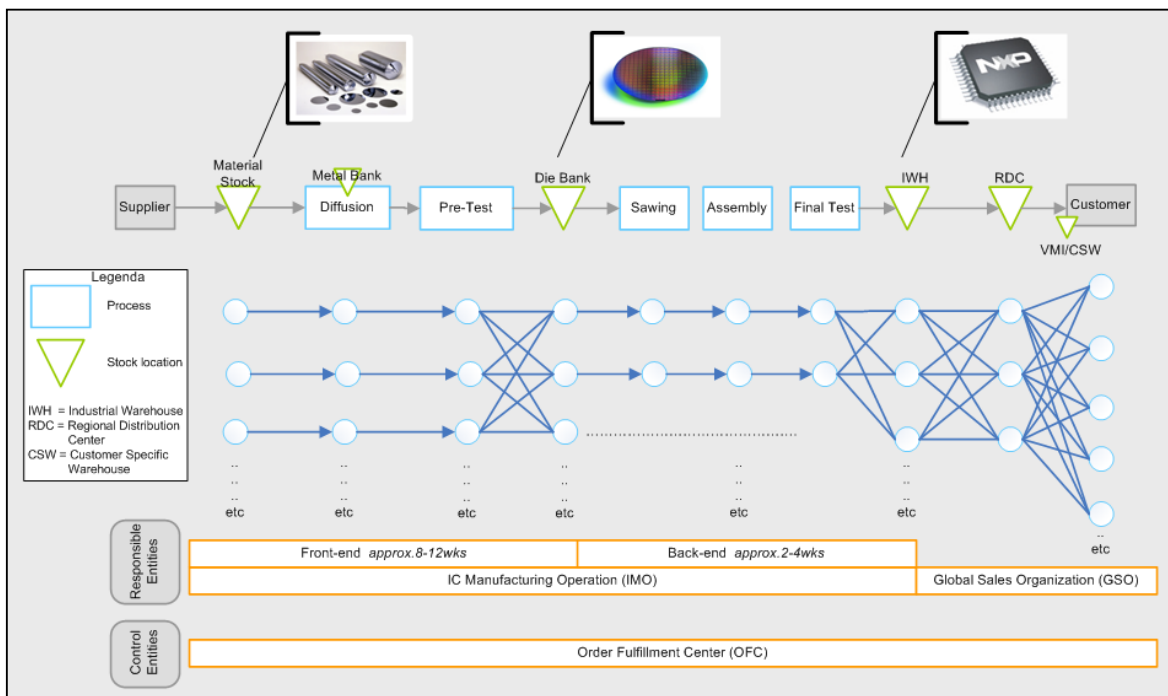 NXP
Material
Stock
Metal Bank
Die Bank
IWH
RDC
Supplier
Diffusion
Pre-Test
Sawing
Assembly
Final Test
Customer
VMI/CSW
Legenda
Process
Stock location
IWH = Industrial Warehouse
RDC = Regional Distribution
Center
CSW = Customer Specific
Warehouse
..
..
..
etc
..
..
..
etc
..
..
..
etc
..
..
..
etc
..
..
..
etc
..
..
..
etc
..
etc
Responsible
Entities
Front-end approx.8-12wks
Back-end approx.2-4wks
IC Manufacturing Operation (IMO)
Global Sales Organization (GSO)
Control
Entities
Order Fulfillment Center (OFC)